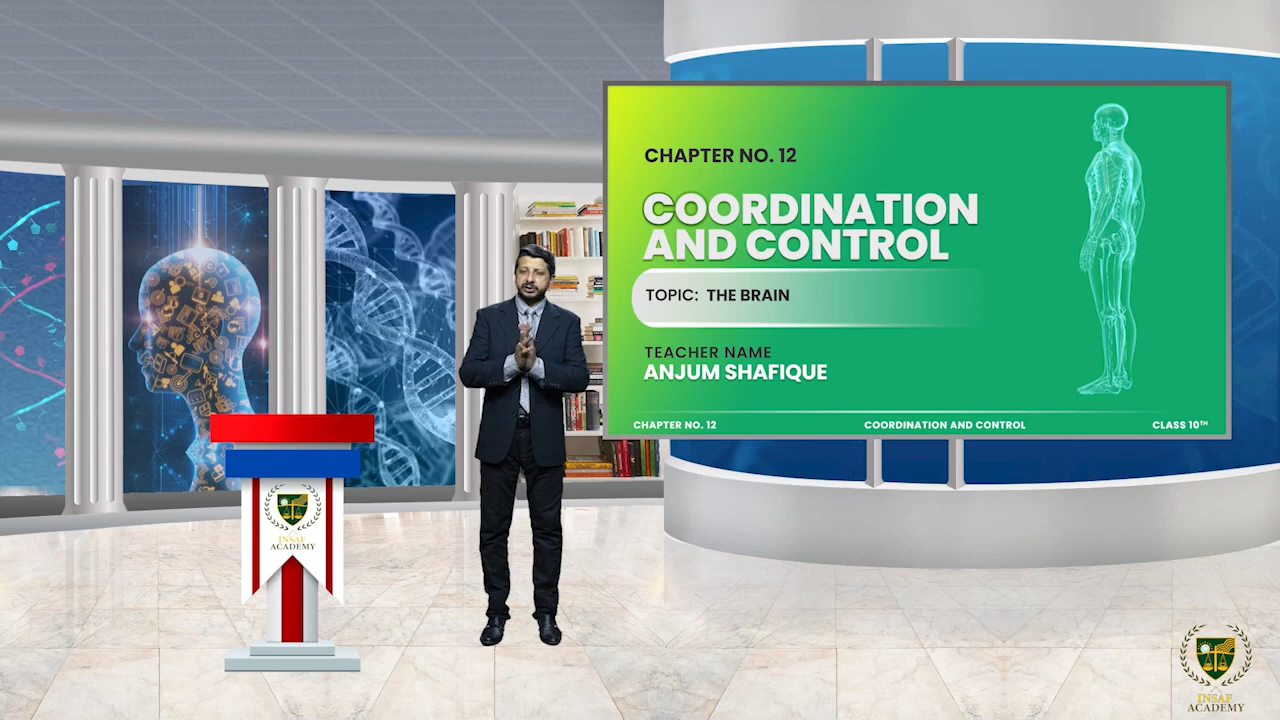 CHAPTER NO. 12
COORDINATION
AND CONTROL
TOPIC: THE BRAIN
TEACHER NAME
ANJUM SHAFIQUE
CHAPTER NO. 12
COORDINATION AND CONTROL
CLASS 10TH
INSAF
ACADEMY
INSAF
ACADEMY